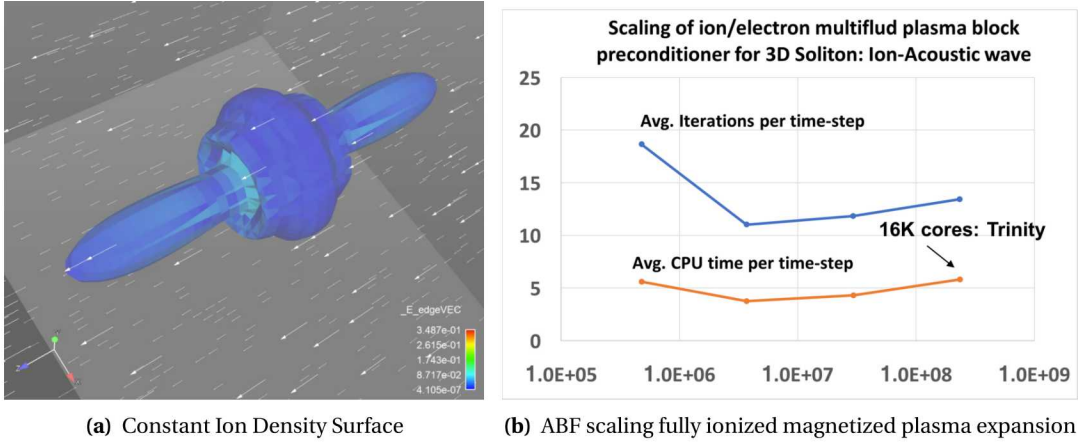 _E_edgeVEC
3.487e-01
2.615e-01
1.743e-01
8.717e-02
4.105e-07
Z
(a) Constant Ion Density Surface
Scaling of ion/electron multiflud plasma block
preconditioner for 3D Soliton: Ion-Acoustic wave
25
20
15
10
5
0
Avg. Iterations per time-step
16K cores: Trinity
Avg. CPU time per time-step
1.0E+05 1.0E+06 1.0E+07 1.0E+08 1.0E+09
(b) ABF scaling fully ionized magnetized plasma expansion